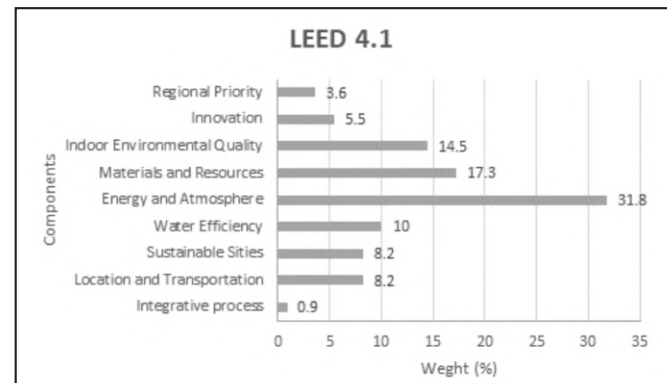 LEED 4.1
Components
Regional Priority 3.6
Innovation 5.5
Indoor Environmental Quality 14.5
Materials and Resources 17.3
Energy and Atmosphere 31.8
Water Efficiency 10
Sustainable Sities 8.2
Location and Transportation 8.2
Integrative process 0.9
0 5 10 15 20 25 30 35
Weght (%)